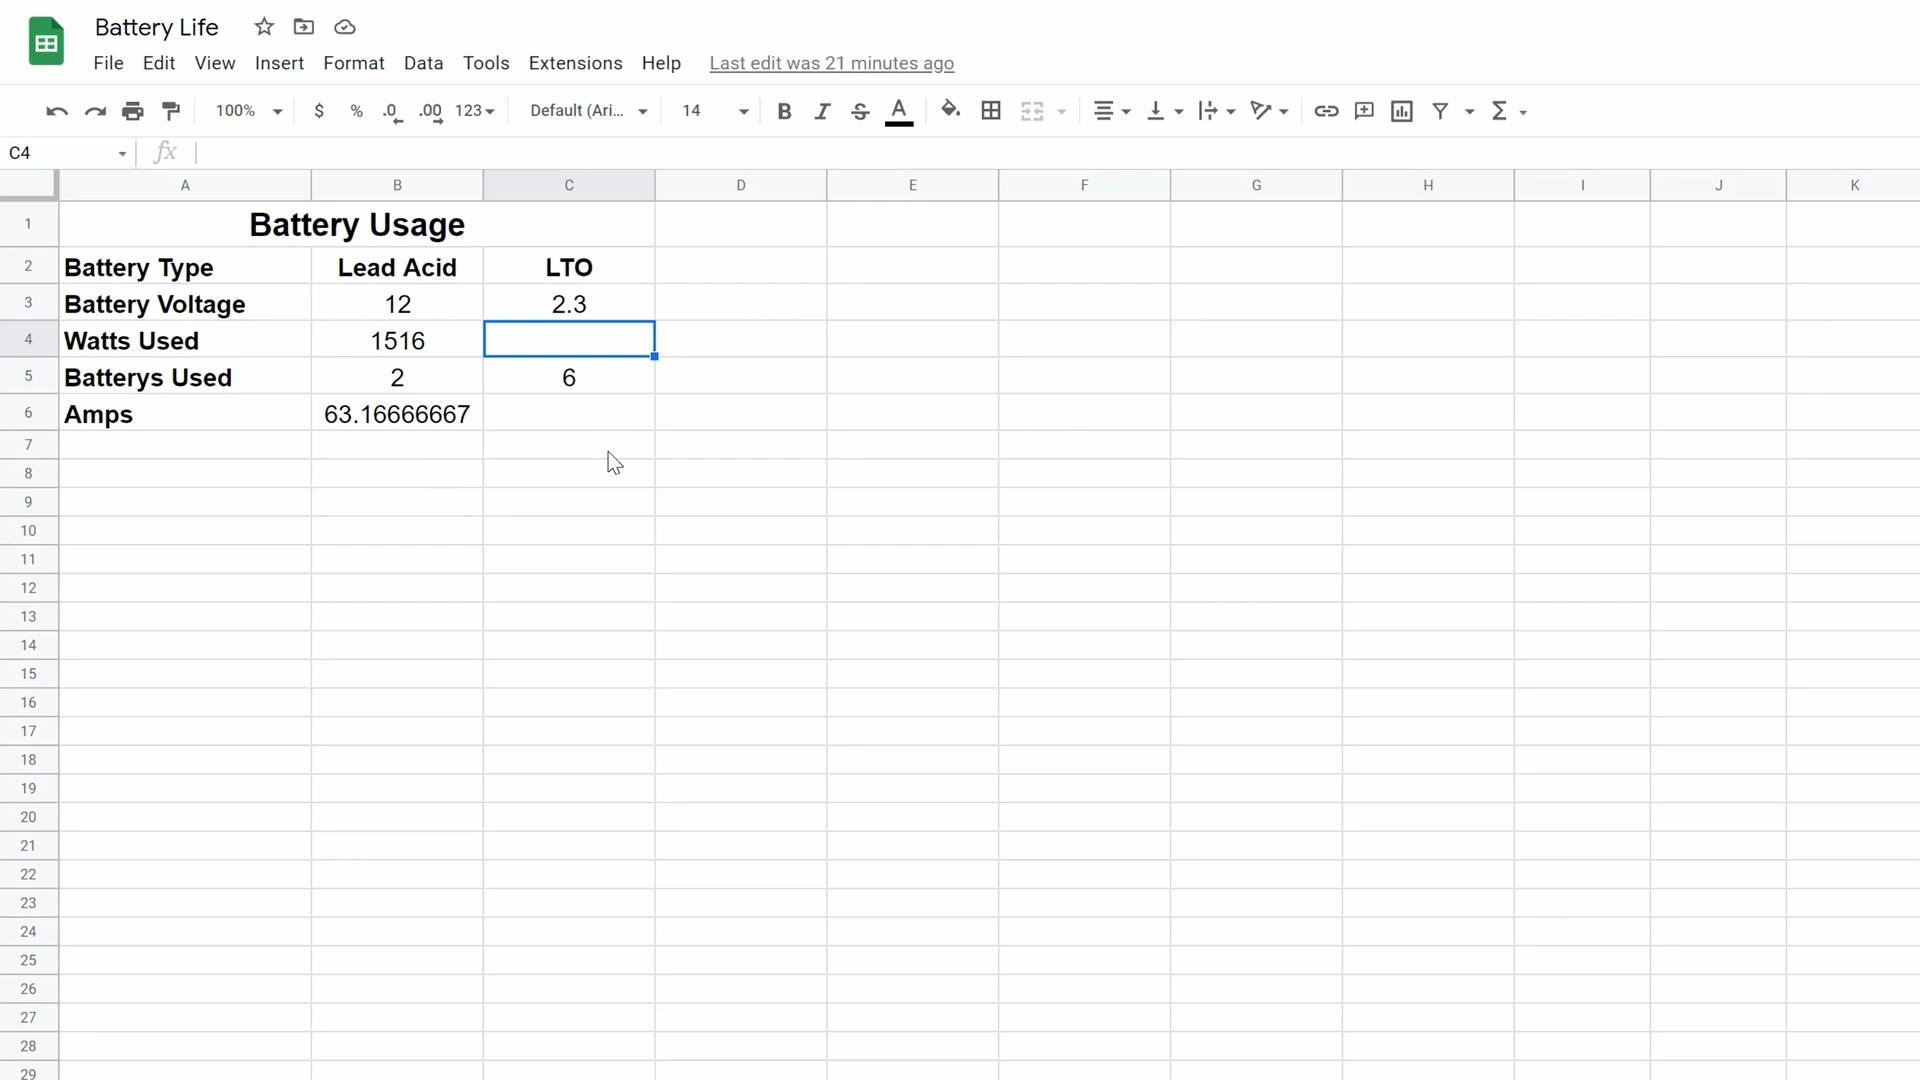 Battery Life
File Edit View Insert Format Data Tools Extensions Help Last edit was 21 minutes ago
100% $ % .0 .00 123 Default (Ari... 14 B I S A Σ
C4 fx
A B C D E F G H I J K
1 Battery Usage
2 Battery Type Lead Acid LTO
3 Battery Voltage 12 2.3
4 Watts Used 1516
5 Batterys Used 2 6
6 Amps 63.16666667
7
8
9
10
11
12
13
14
15
16
17
18
19
20
21
22
23
24
25
26
27
28
29